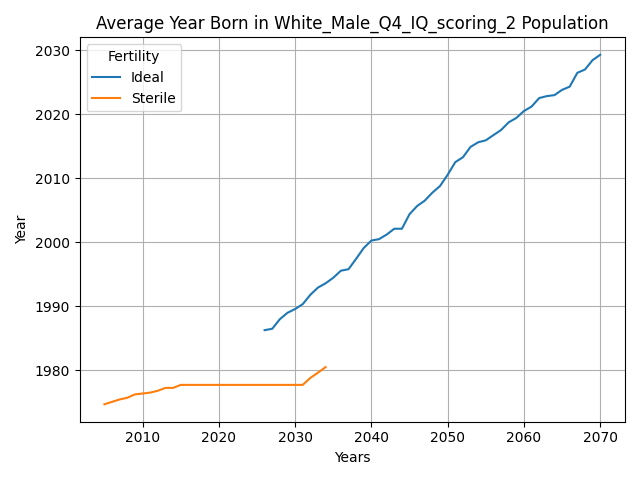 Average Year Born in White_Male_Q4_IQ_scoring_2 Population
Fertility
Ideal
Sterile
Year
2030
2020
2010
2000
1990
1980
2010
2020
2030
2040
2050
2060
2070
Years